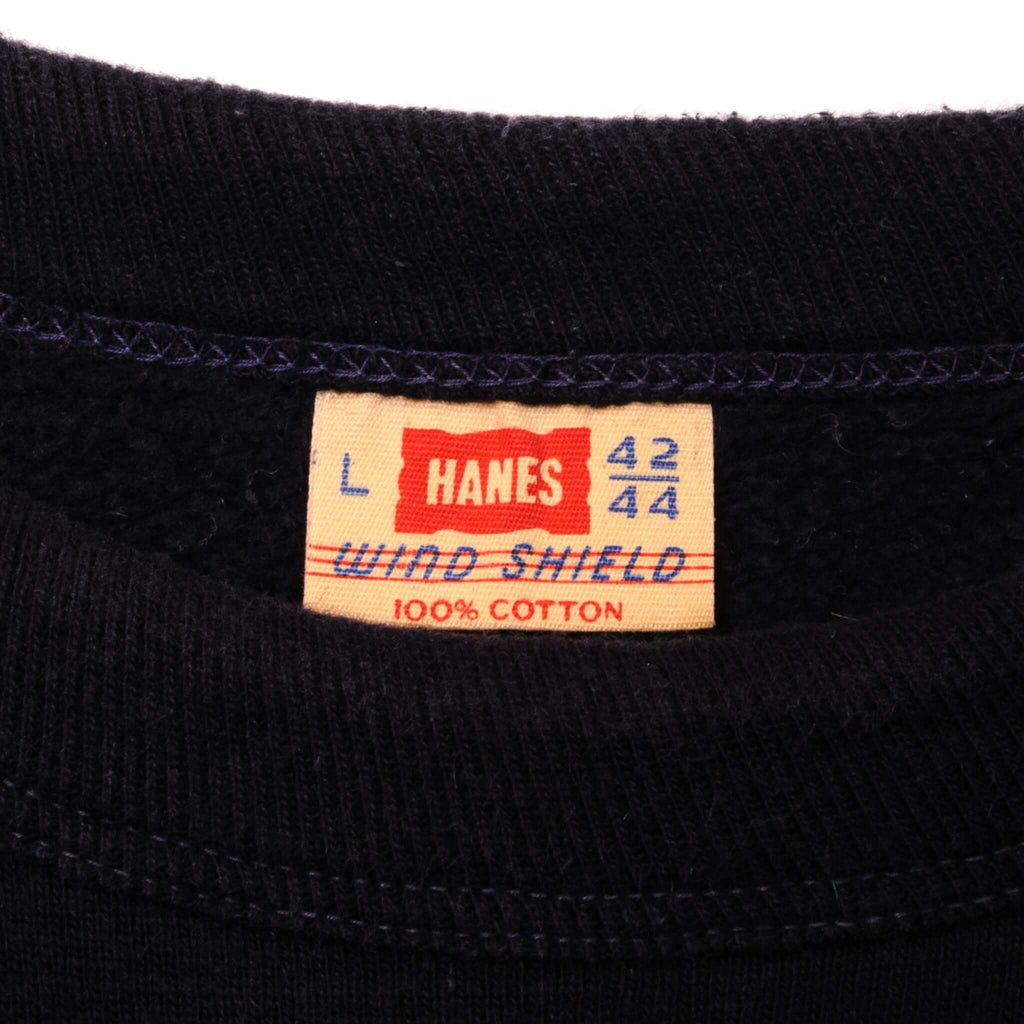 L HANES 42/44
WIND SHIELD
100% COTTON